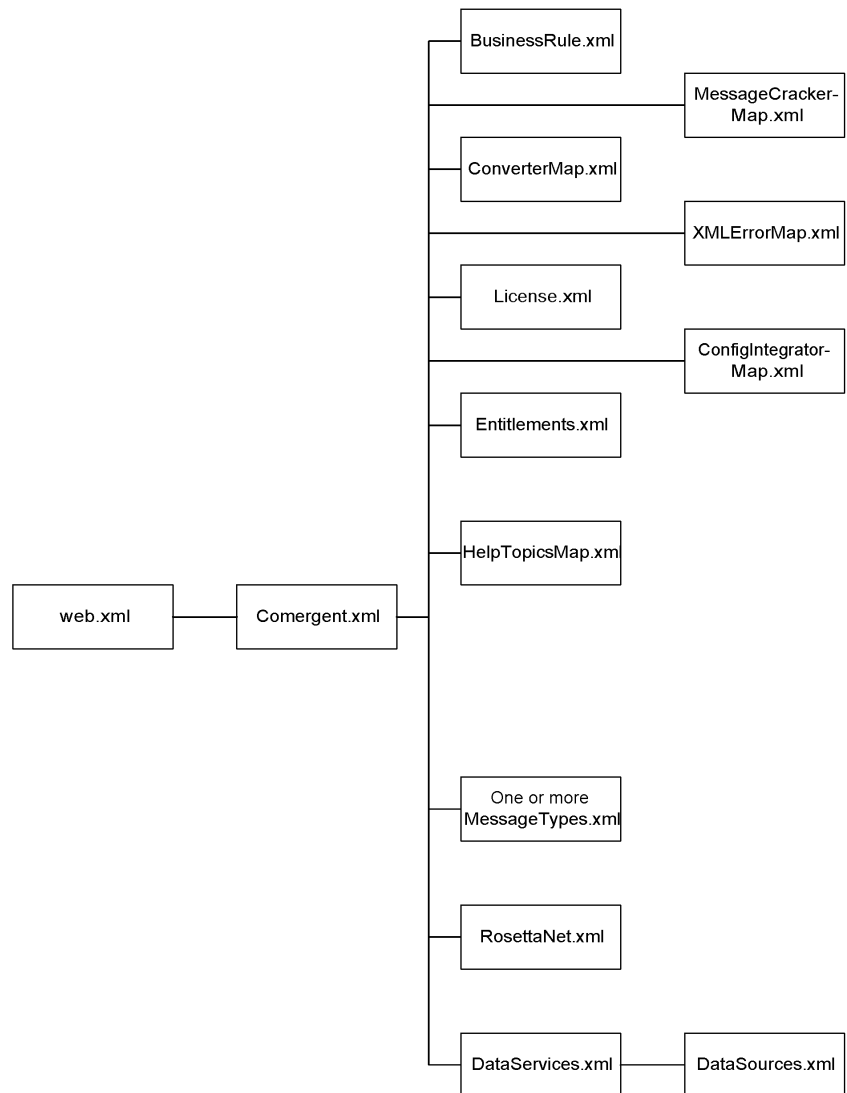 BusinessRule.xml
MessageCracker-
Map.xml
ConverterMap.xml
XMLErrorMap.xml
License.xml
ConfigIntegrator-
Map.xml
Entitlements.xml
HelpTopicsMap.xml
web.xml
Comergent.xml
One or more
MessageTypes.xml
RosettaNet.xml
DataServices.xml
DataSources.xml